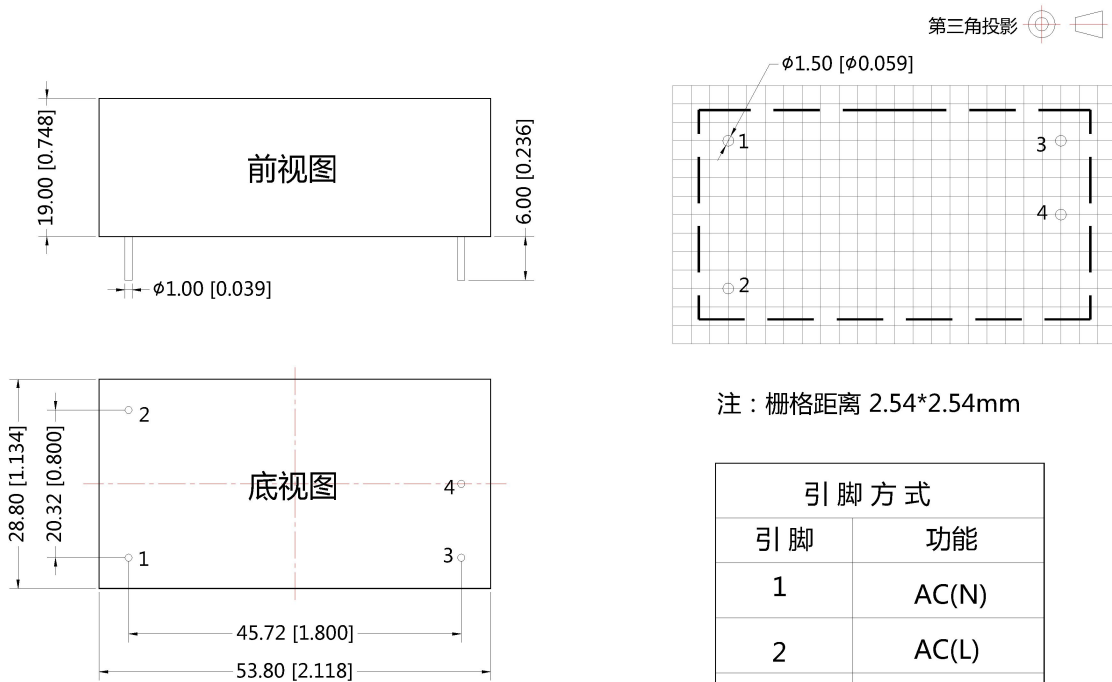 第三角投影
ϕ1.50 [ϕ0.059]
19.00 [0.748]
前视图
6.00 [0.236]
ϕ1.00 [0.039]
1
2
3
4
注：栅格距离 2.54*2.54mm
28.80 [1.134]
20.32 [0.800]
2
底视图
4
1
3
45.72 [1.800]
53.80 [2.118]
引脚方式
引脚 功能
1 AC(N)
2 AC(L)